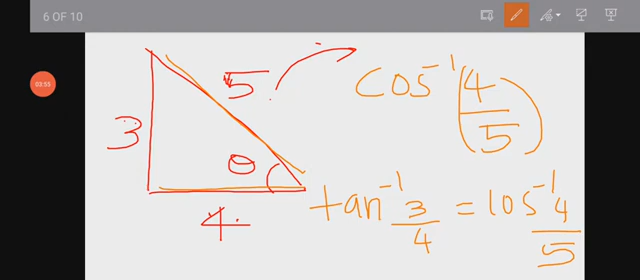 6 OF 10
03:55
3
5
θ
4
cos⁻¹(4/5)
tan⁻¹ 3/4 = cos⁻¹ 4/5